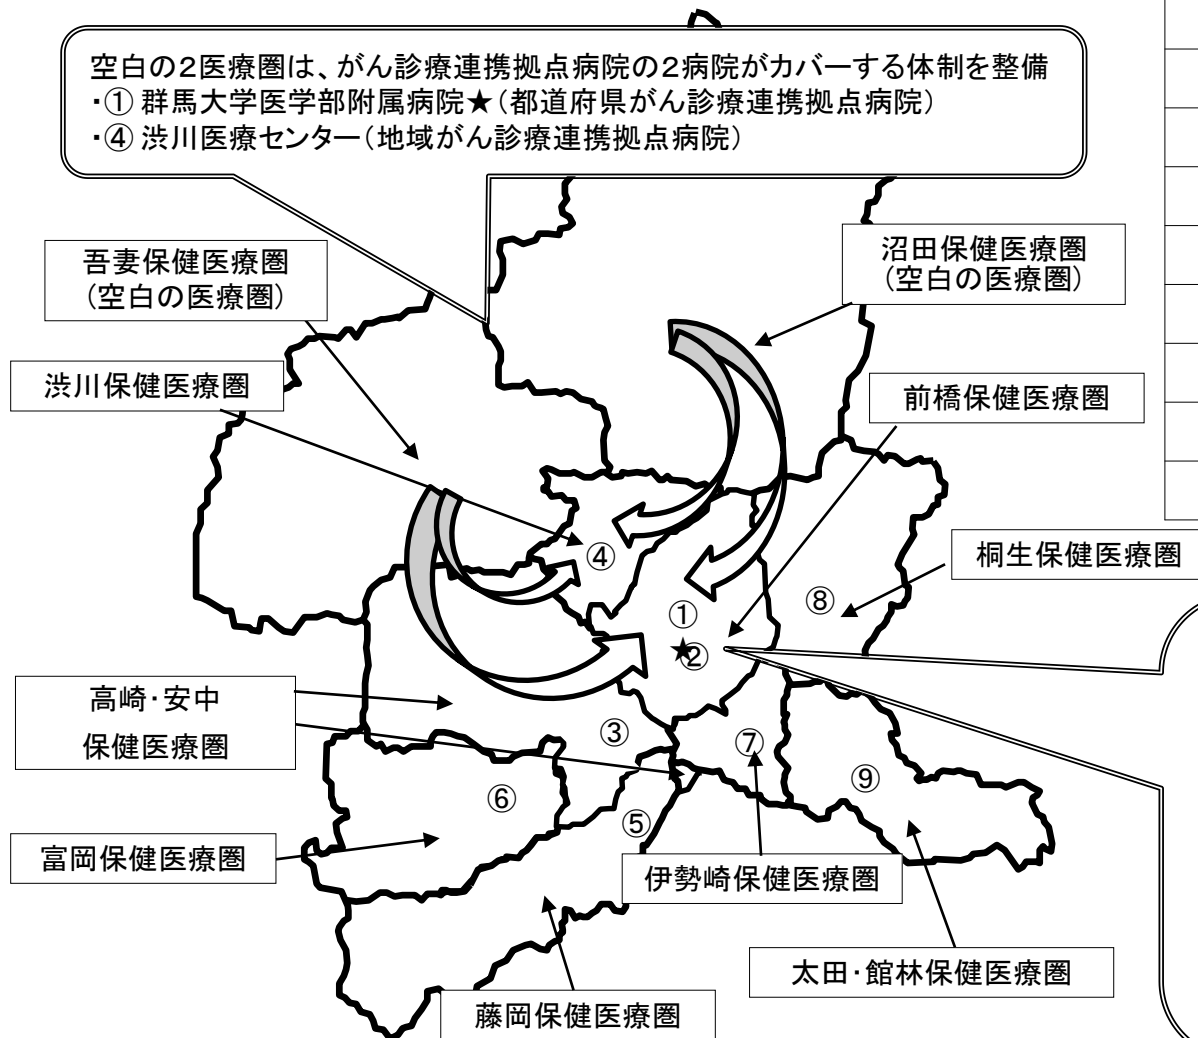 空白の2医療圏は、がん診療連携拠点病院の2病院がカバーする体制を整備
・① 群馬大学医学部附属病院★(都道府県がん診療連携拠点病院)
・④ 渋川医療センター(地域がん診療連携拠点病院)
吾妻保健医療圏
(空白の医療圏)
沼田保健医療圏
(空白の医療圏)
渋川保健医療圏
前橋保健医療圏
④
桐生保健医療圏
⑧
①
★②
高崎・安中
保健医療圏
③
⑦
⑨
⑥
⑤
富岡保健医療圏
伊勢崎保健医療圏
太田・館林保健医療圏
藤岡保健医療圏